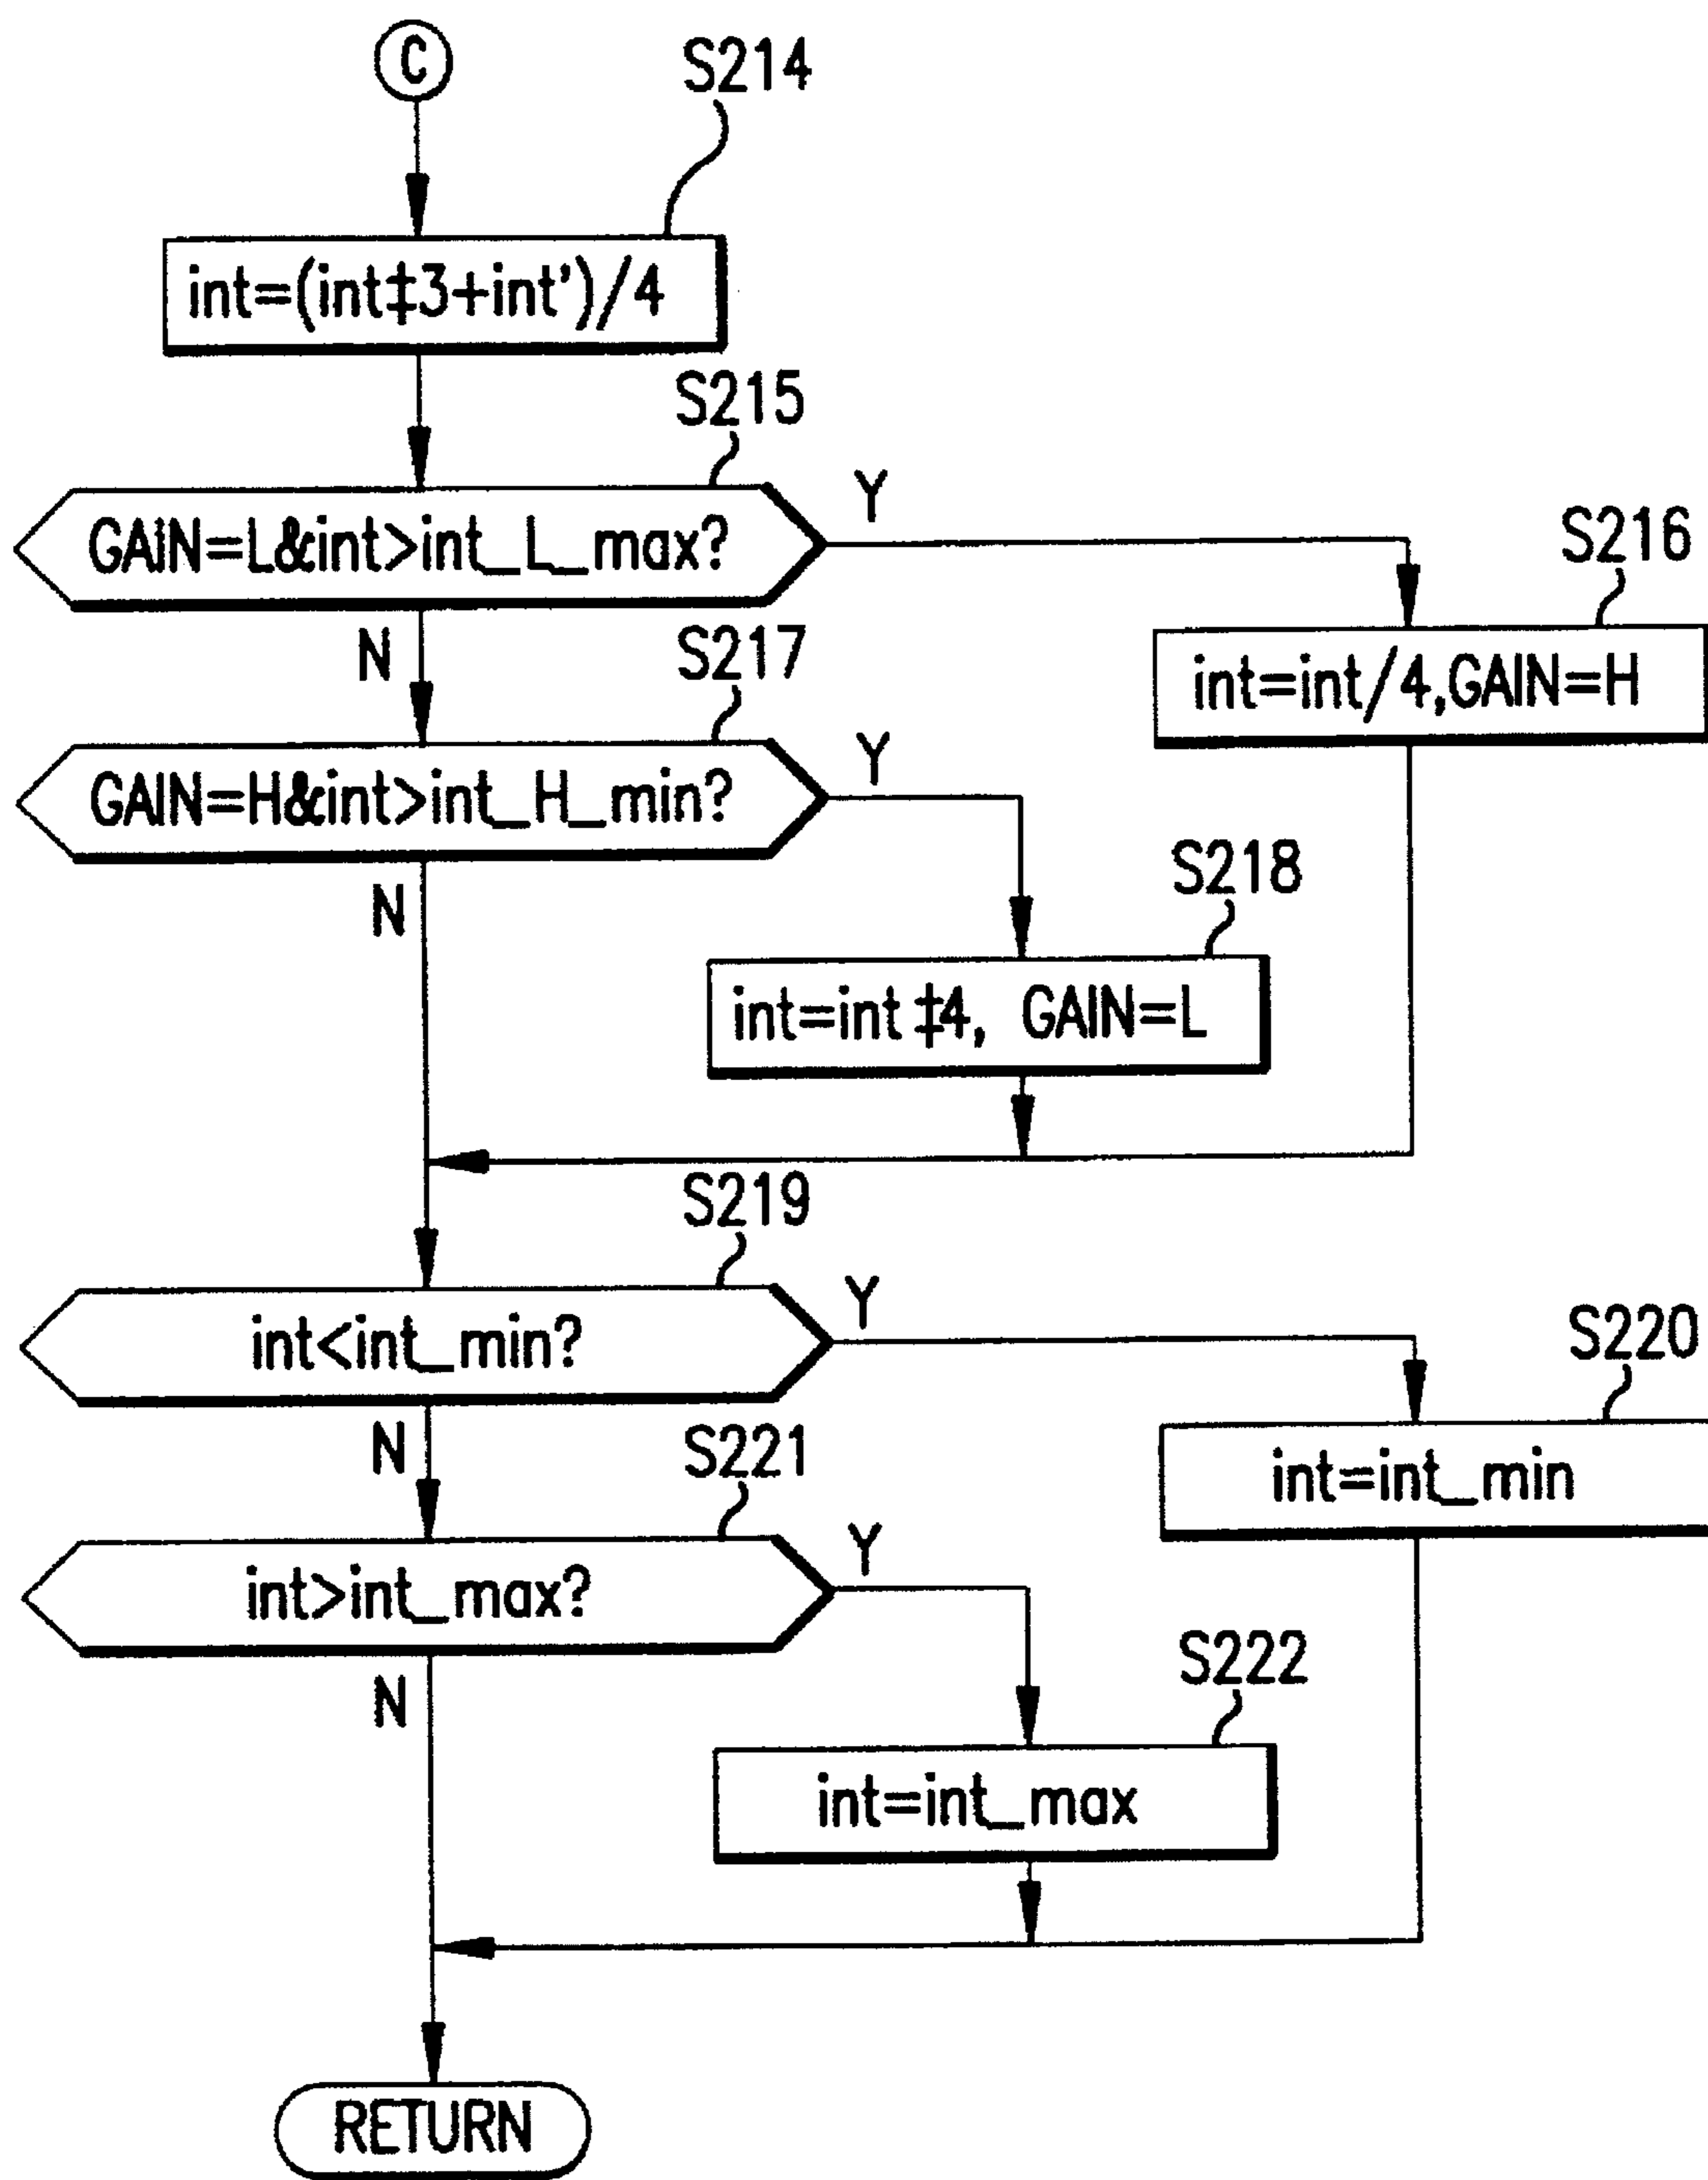 C
S214
int=(int‡3+int')/4
S215
GAIN=L&int>int_L_max?
Y
S216
N
int=int/4,GAIN=H
S217
GAIN=H&int>int_H_min?
Y
N
S218
int=int ‡4, GAIN=L
S219
int<int_min?
Y
S220
N
int=int_min
S221
int>int_max?
Y
N
S222
int=int_max
RETURN